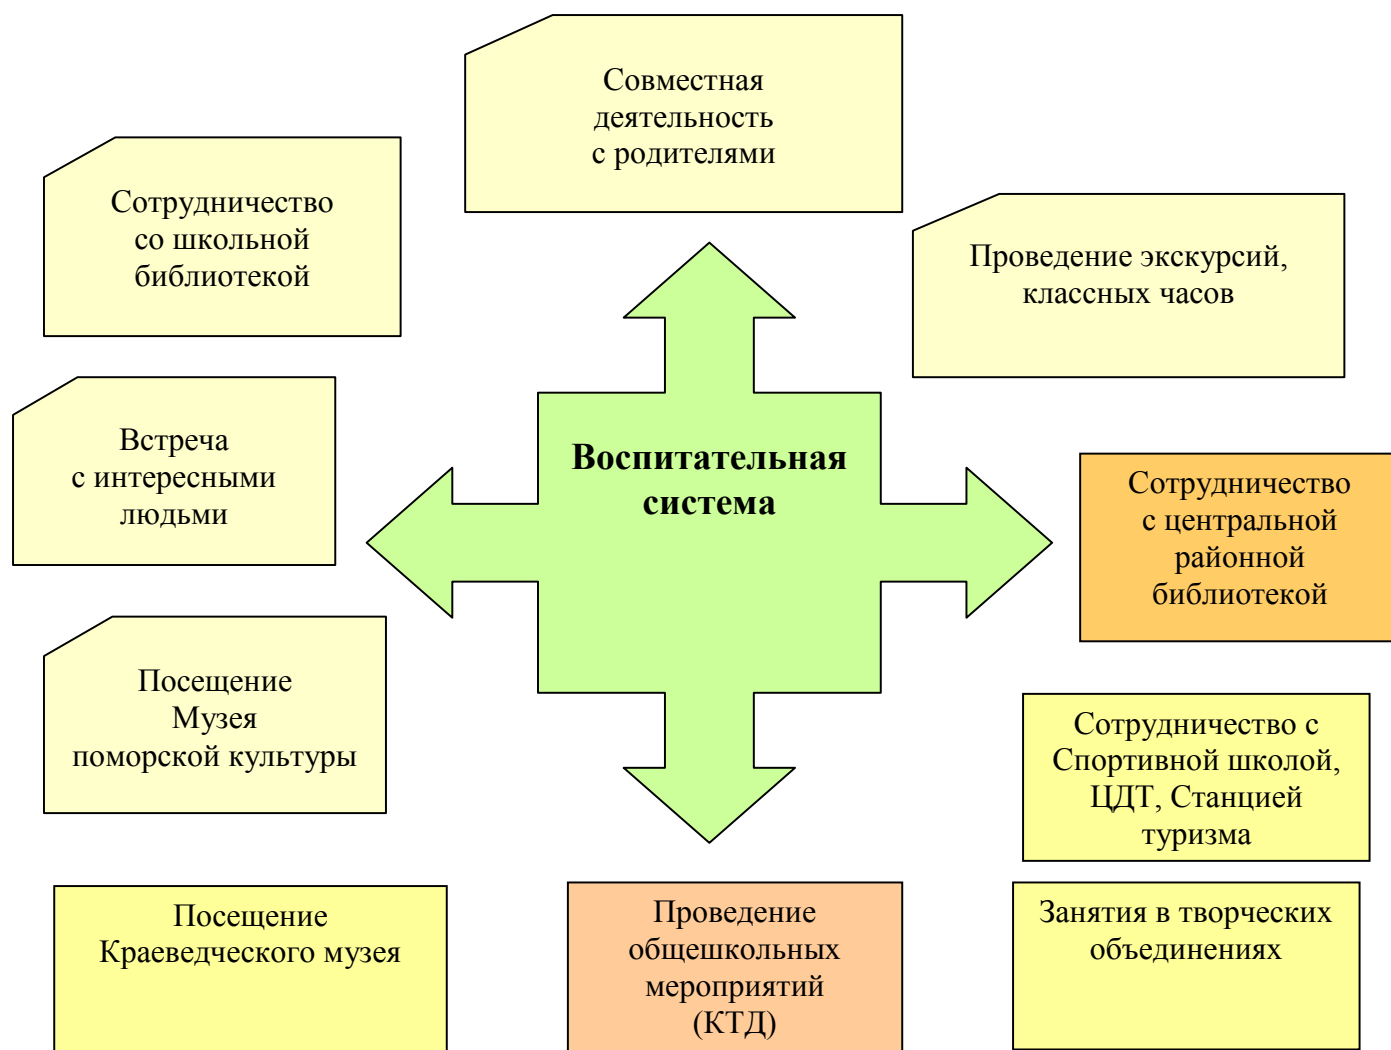 Совместная
деятельность
с родителями
Сотрудничество
со школьной
библиотекой
Проведение экскурсий,
классных часов
Встреча
с интересными
людьми
Воспитательная
система
Сотрудничество
с центральной
районной
библиотекой
Посещение
Музея
поморской культуры
Сотрудничество с
Спортивной школой,
ЦДТ, Станцией
туризма
Посещение
Краеведческого музея
Проведение
общешкольных
мероприятий
(КТД)
Занятия в творческих
объединениях